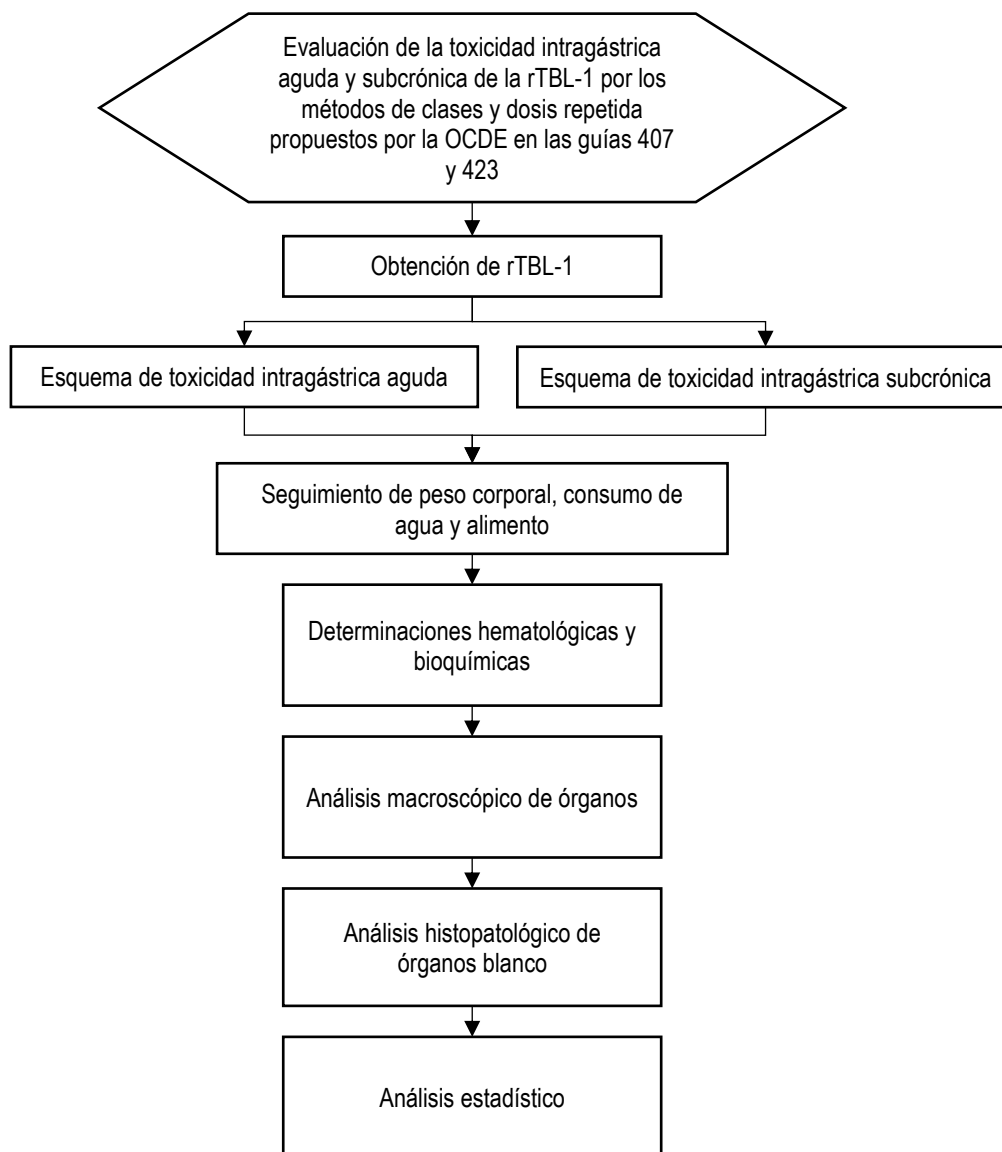 Evaluación de la toxicidad intragástrica
aguda y subcrónica de la rTBL-1 por los
métodos de clases y dosis repetida
propuestos por la OCDE en las guías 407
y 423
Obtención de rTBL-1
Esquema de toxicidad intragástrica aguda
Esquema de toxicidad intragástrica subcrónica
Seguimiento de peso corporal, consumo de
agua y alimento
Determinaciones hematológicas y
bioquímicas
Análisis macroscópico de órganos
Análisis histopatológico de
órganos blanco
Análisis estadístico